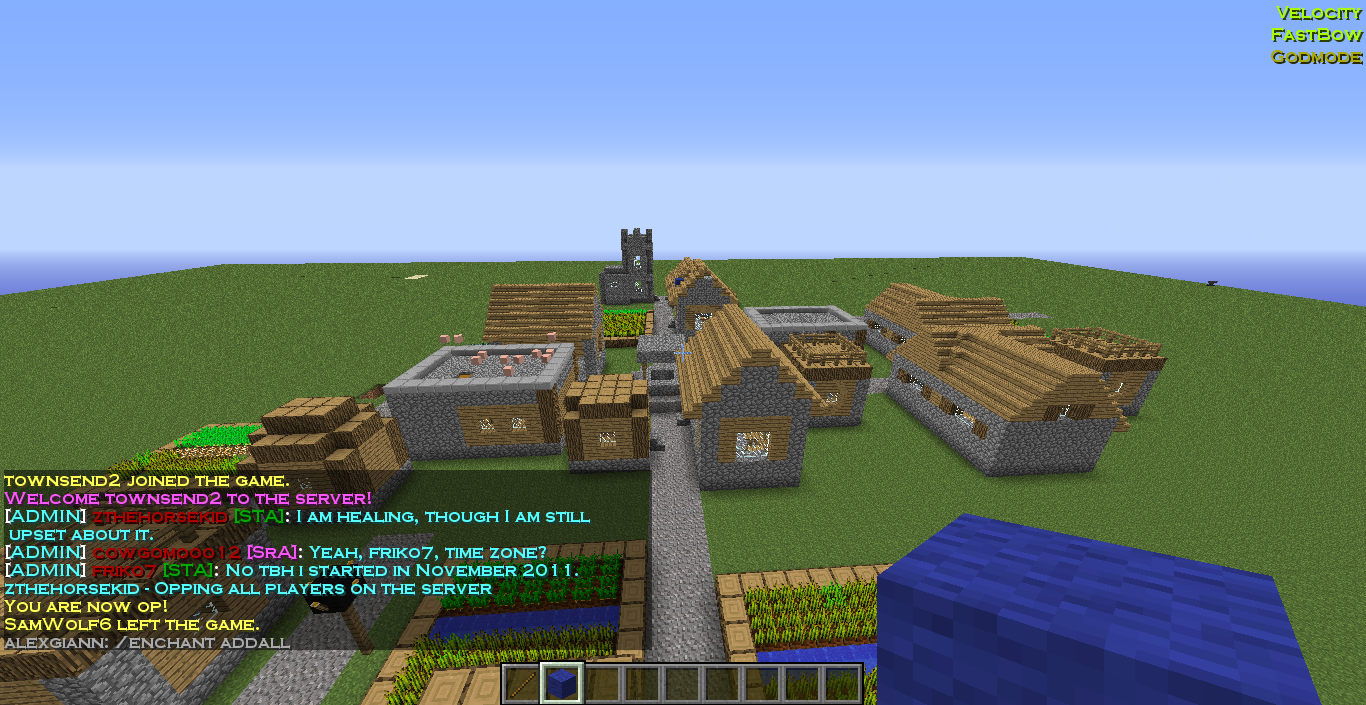 Velocity
FastBow
Godmode
townsend2 joined the game.
Welcome townsend2 to the server!
[ADMIN] zthehorsekid [STA]: I am healing, though I am still
upset about it.
[ADMIN] cowgomooo12 [SrA]: Yeah, friko7, time zone?
[ADMIN] friko7 [STA]: No tbh i started in November 2011.
zthehorsekid - Opping all players on the server
You are now op!
SamWolf6 left the game.
alexgiann: /enchant addall